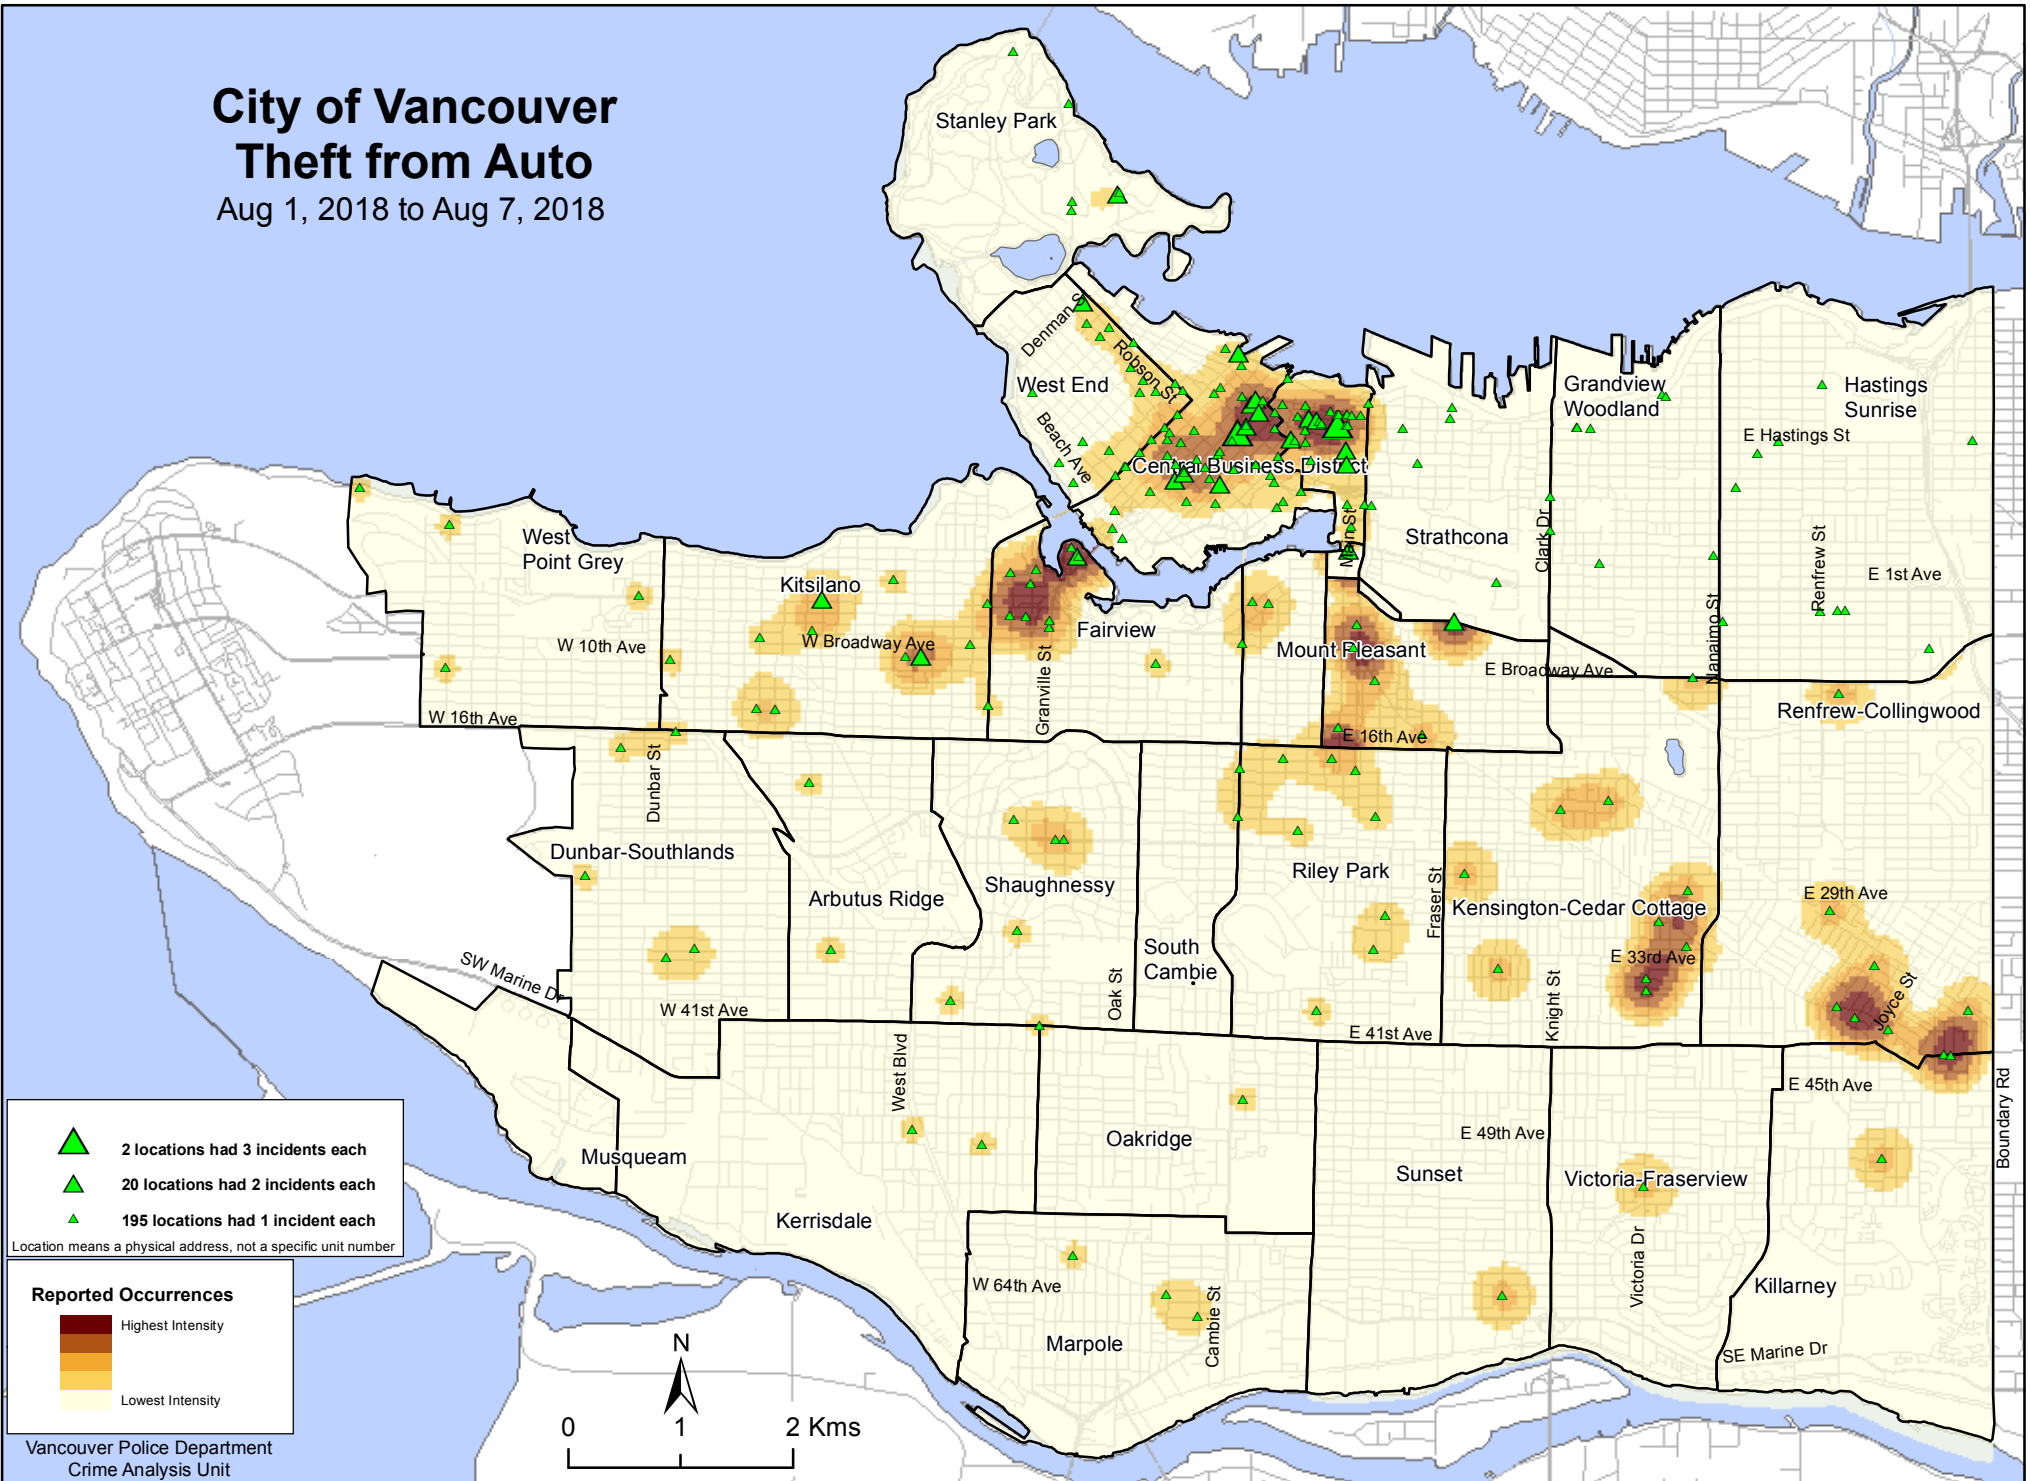 City of Vancouver
Theft from Auto
Aug 1, 2018 to Aug 7, 2018
Stanley Park
Denman St
Robson St
West End
Beach Ave
Central Business District
Grandview
Woodland
Hastings
Sunrise
E Hastings St
Strathcona
Main St
Clark Dr
Nanaimo St
Renfrew St
E 1st Ave
West
Point Grey
Kitsilano
W 10th Ave
W Broadway Ave
Fairview
Granville St
Mount Pleasant
E Broadway Ave
W 16th Ave
E 16th Ave
Renfrew-Collingwood
Dunbar St
Dunbar-Southlands
Arbutus Ridge
Shaughnessy
South
Cambie
Oak St
Riley Park
Fraser St
Kensington-Cedar Cottage
E 29th Ave
E 33rd Ave
Knight St
Joyce St
SW Marine Dr
W 41st Ave
E 41st Ave
West Blvd
E 45th Ave
Boundary Rd
Musqueam
Oakridge
E 49th Ave
Sunset
Victoria-Fraserview
Kerrisdale
Victoria Dr
Killarney
W 64th Ave
Cambie St
Marpole
SE Marine Dr
2 locations had 3 incidents each
20 locations had 2 incidents each
195 locations had 1 incident each
Location means a physical address, not a specific unit number
Reported Occurrences
Highest Intensity
Lowest Intensity
Vancouver Police Department
Crime Analysis Unit
N
0 1 2 Kms